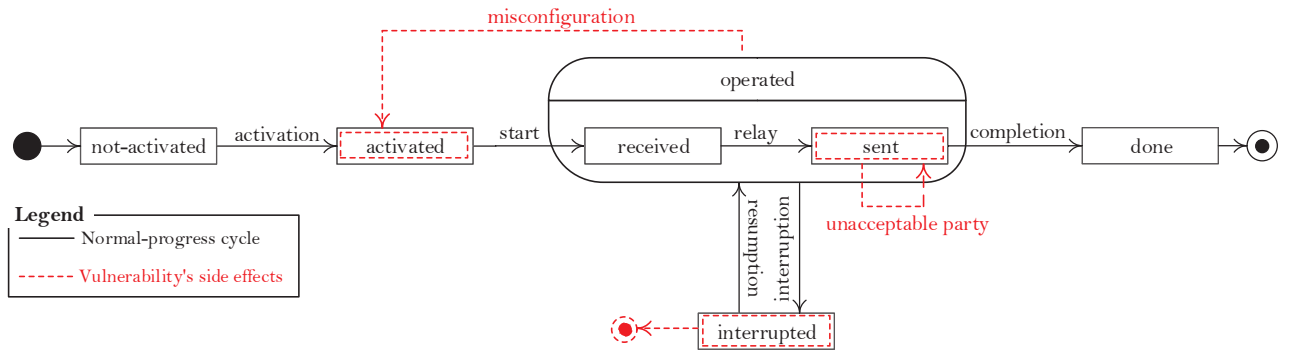 misconfiguration
operated
not-activated
activation
activated
start
received
relay
sent
completion
done
unacceptable party
resumption
interruption
interrupted
Legend
Normal-progress cycle
Vulnerability's side effects